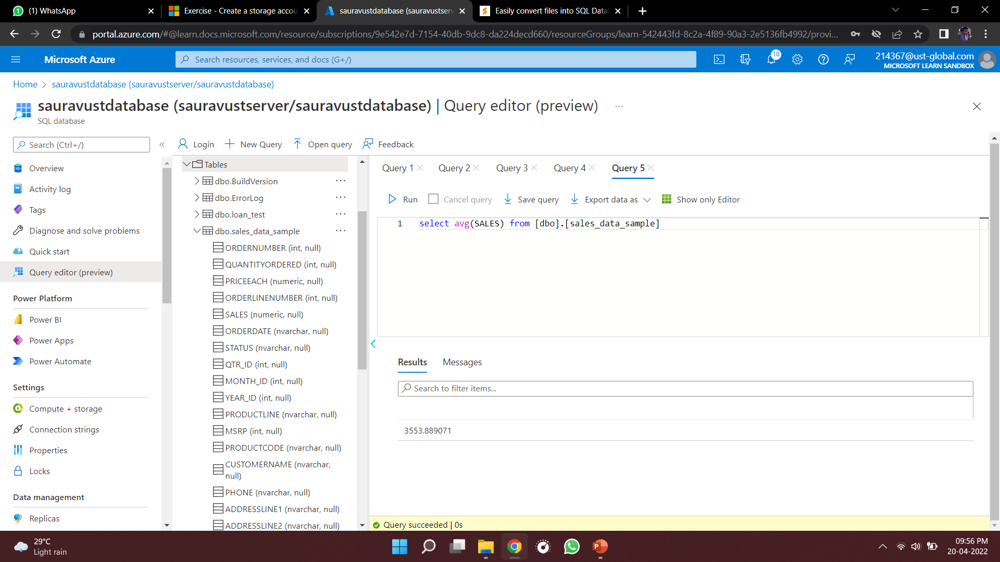 (1) WhatsApp
Exercise - Create a storage accou
sauravustdatabase (sauravustserv
Easily convert files into SQL Data
portal.azure.com/#@learn.docs.microsoft.com/resource/subscriptions/9e542e7d-7154-40db-9dc8-da224decd660/resourceGroups/learn-542443fd-8c2a-4f89-90a3-2e5136fb4992/provi...
Microsoft Azure
Search resources, services, and docs (G+/)
18
214367@ust-global.com
MICROSOFT LEARN SANDBOX
Home > sauravustdatabase (sauravustserver/sauravustdatabase)
sauravustdatabase (sauravustserver/sauravustdatabase) | Query editor (preview) ...
SQL database
Search (Ctrl+/)
«
Overview
Activity log
Tags
Diagnose and solve problems
Quick start
Query editor (preview)
Power Platform
Power BI
Power Apps
Power Automate
Settings
Compute + storage
Connection strings
Properties
Locks
Data management
Replicas
Login
New Query
Open query
Feedback
Tables
dbo.BuildVersion ...
dbo.ErrorLog ...
dbo.loan_test ...
dbo.sales_data_sample ...
ORDERNUMBER (int, null)
QUANTITYORDERED (int, null)
PRICEEACH (numeric, null)
ORDERLINENUMBER (int, null)
SALES (numeric, null)
ORDERDATE (nvarchar, null)
STATUS (nvarchar, null)
QTR_ID (int, null)
MONTH_ID (int, null)
YEAR_ID (int, null)
PRODUCTLINE (nvarchar, null)
MSRP (int, null)
PRODUCTCODE (nvarchar, null)
CUSTOMERNAME (nvarchar,
null)
PHONE (nvarchar, null)
ADDRESSLINE1 (nvarchar, null)
ADDRESSLINE2 (nvarchar, null)
Query 1
Query 2
Query 3
Query 4
Query 5
Run
Cancel query
Save query
Export data as
Show only Editor
1 select avg(SALES) from [dbo].[sales_data_sample]
Results
Messages
Search to filter items...
3553.889071
Query succeeded | 0s
29°C
Light rain
09:56 PM
20-04-2022